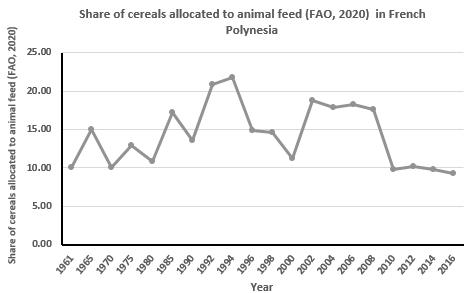 Share of cereals allocated to animal feed (FAO, 2020)  in French
Polynesia
Share of cereals allocated to animal feed (FAO, 2020)
25.00
20.00
15.00
10.00
5.00
0.00
1961 1965 1970 1975 1980 1985 1990 1992 1994 1996 1998 2000 2002 2004 2006 2008 2010 2012 2014 2016
Year